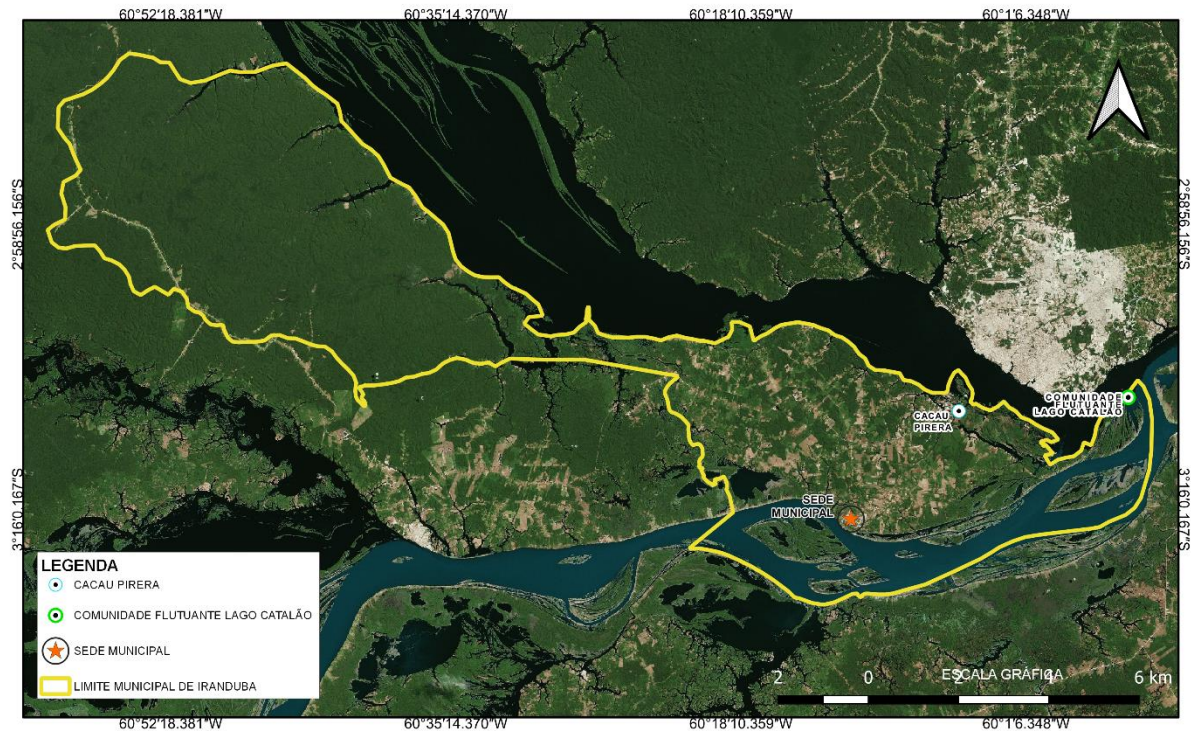 60°52'18.381"W
60°35'14.370"W
60°18'10.359"W
60°1'6.348"W
2°58'56.156"S
2°58'56.156"S
COMUNIDADE
FLUTUANTE
LAGO CATALÃO
CACAU
PIRERA
SEDE
MUNICIPAL
3°16'0.167"S
3°16'0.167"S
LEGENDA
CACAU PIRERA
COMUNIDADE FLUTUANTE LAGO CATALÃO
SEDE MUNICIPAL
LIMITE MUNICIPAL DE IRANDUBA
ESCALA GRÁFICA
2 0 2 4 6 km
60°52'18.381"W
60°35'14.370"W
60°18'10.359"W
60°1'6.348"W